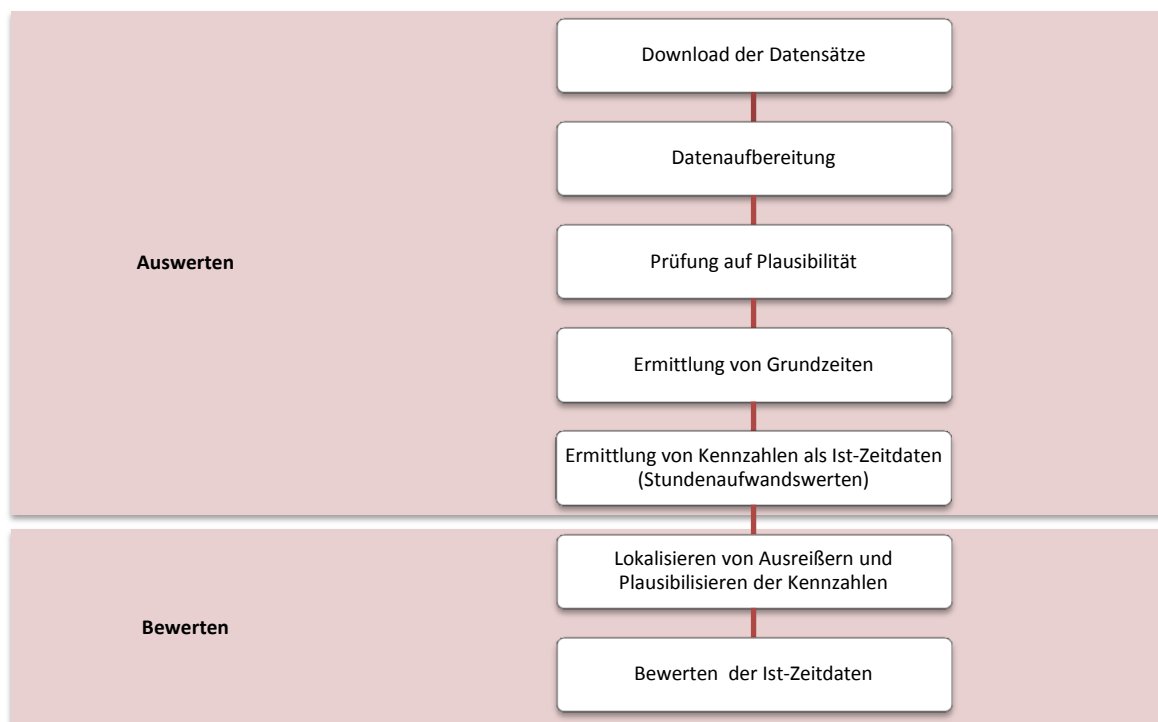 Download der Datensätze
Datenaufbereitung
Prüfung auf Plausibilität
Auswerten
Ermittlung von Grundzeiten
Ermittlung von Kennzahlen als Ist-Zeitdaten
(Stundenaufwandswerten)
Lokalisieren von Ausreißern und
Plausibilisieren der Kennzahlen
Bewerten
Bewerten  der Ist-Zeitdaten